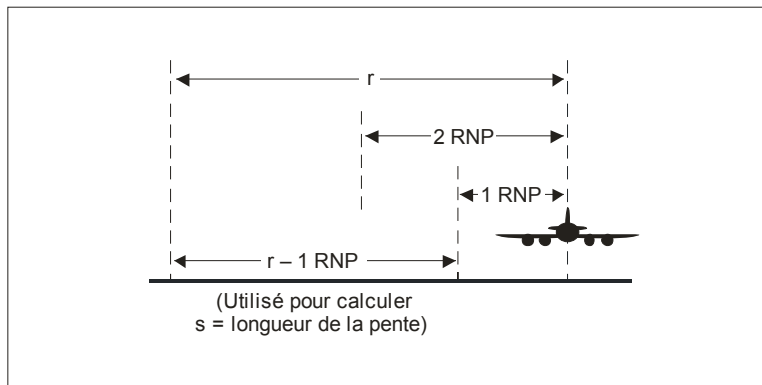 r
2 RNP
1 RNP
r – 1 RNP
(Utilisé pour calculer
s = longueur de la pente)